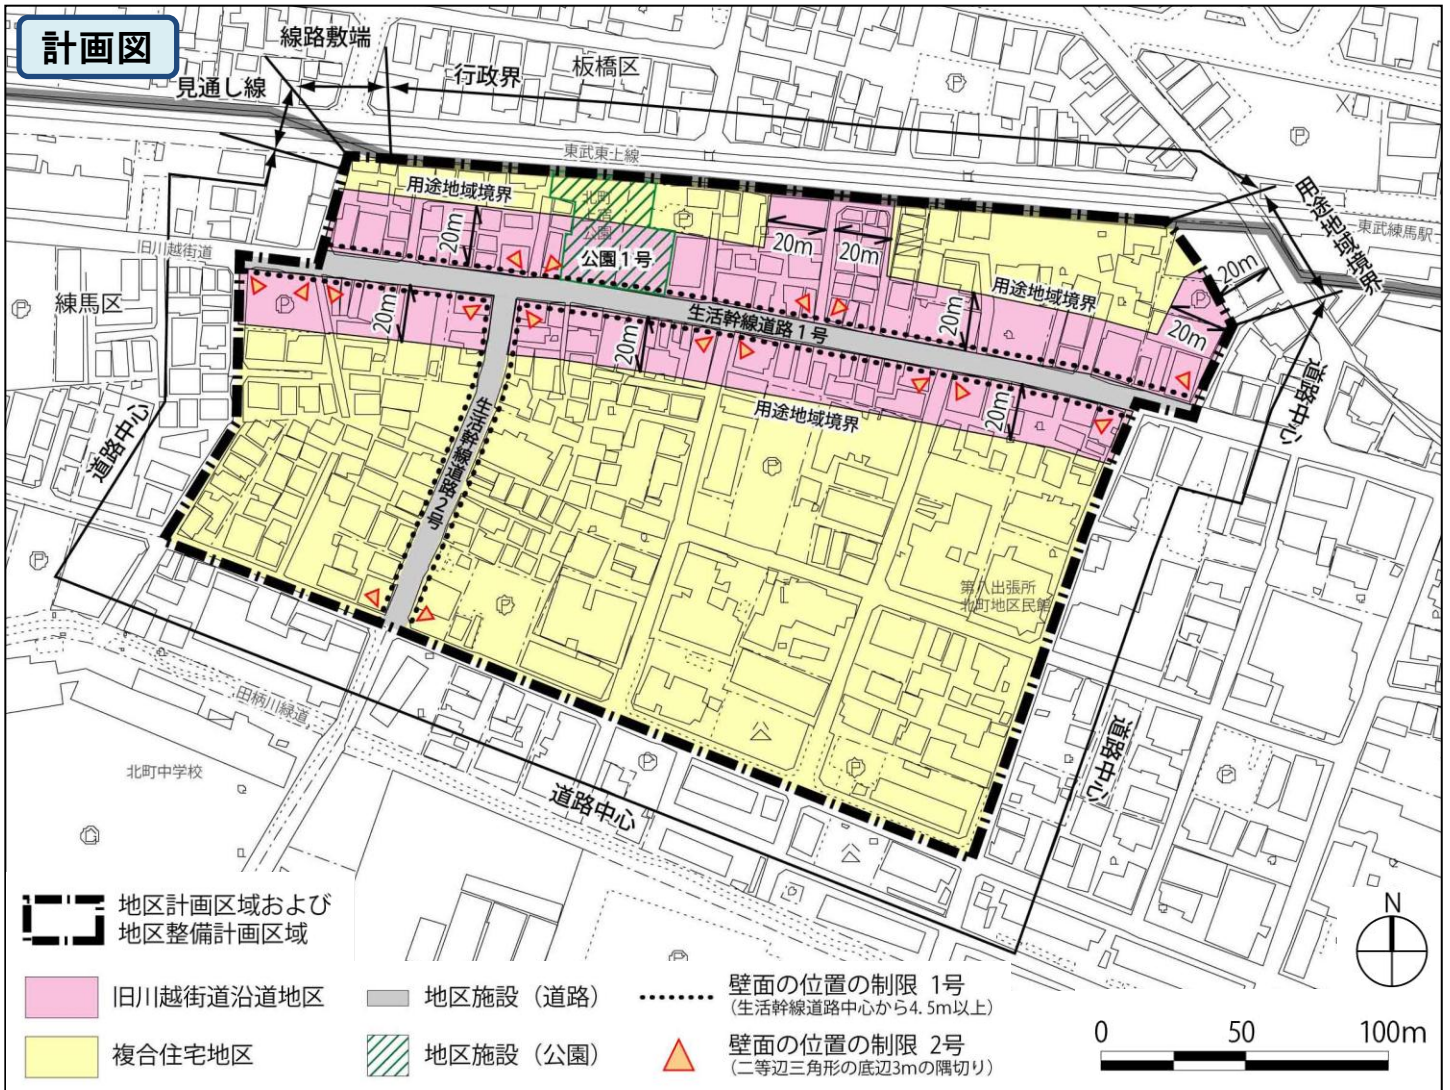 計画図
線路敷端
見通し線
行政界
板橋区
東武東上線
用途地域境界
北町
公園
公園1号
20m
20m
20m
用途地域境界
東武練馬駅
20m
旧川越街道
練馬区
20m
生活幹線道路1号
20m
用途地域境界
20m
20m
20m
20m
用途地域境界
道路中心
道路中心
生活幹線道路2号
第八出張所
北町地区区民館
田柄川緑道
北町中学校
道路中心
道路中心
地区計画区域および
地区整備計画区域
旧川越街道沿道地区
複合住宅地区
地区施設（道路）
地区施設（公園）
壁面の位置の制限 1号
（生活幹線道路中心から4.5m以上）
壁面の位置の制限 2号
（二等辺三角形の底辺3mの隅切り）
N
0 50 100m